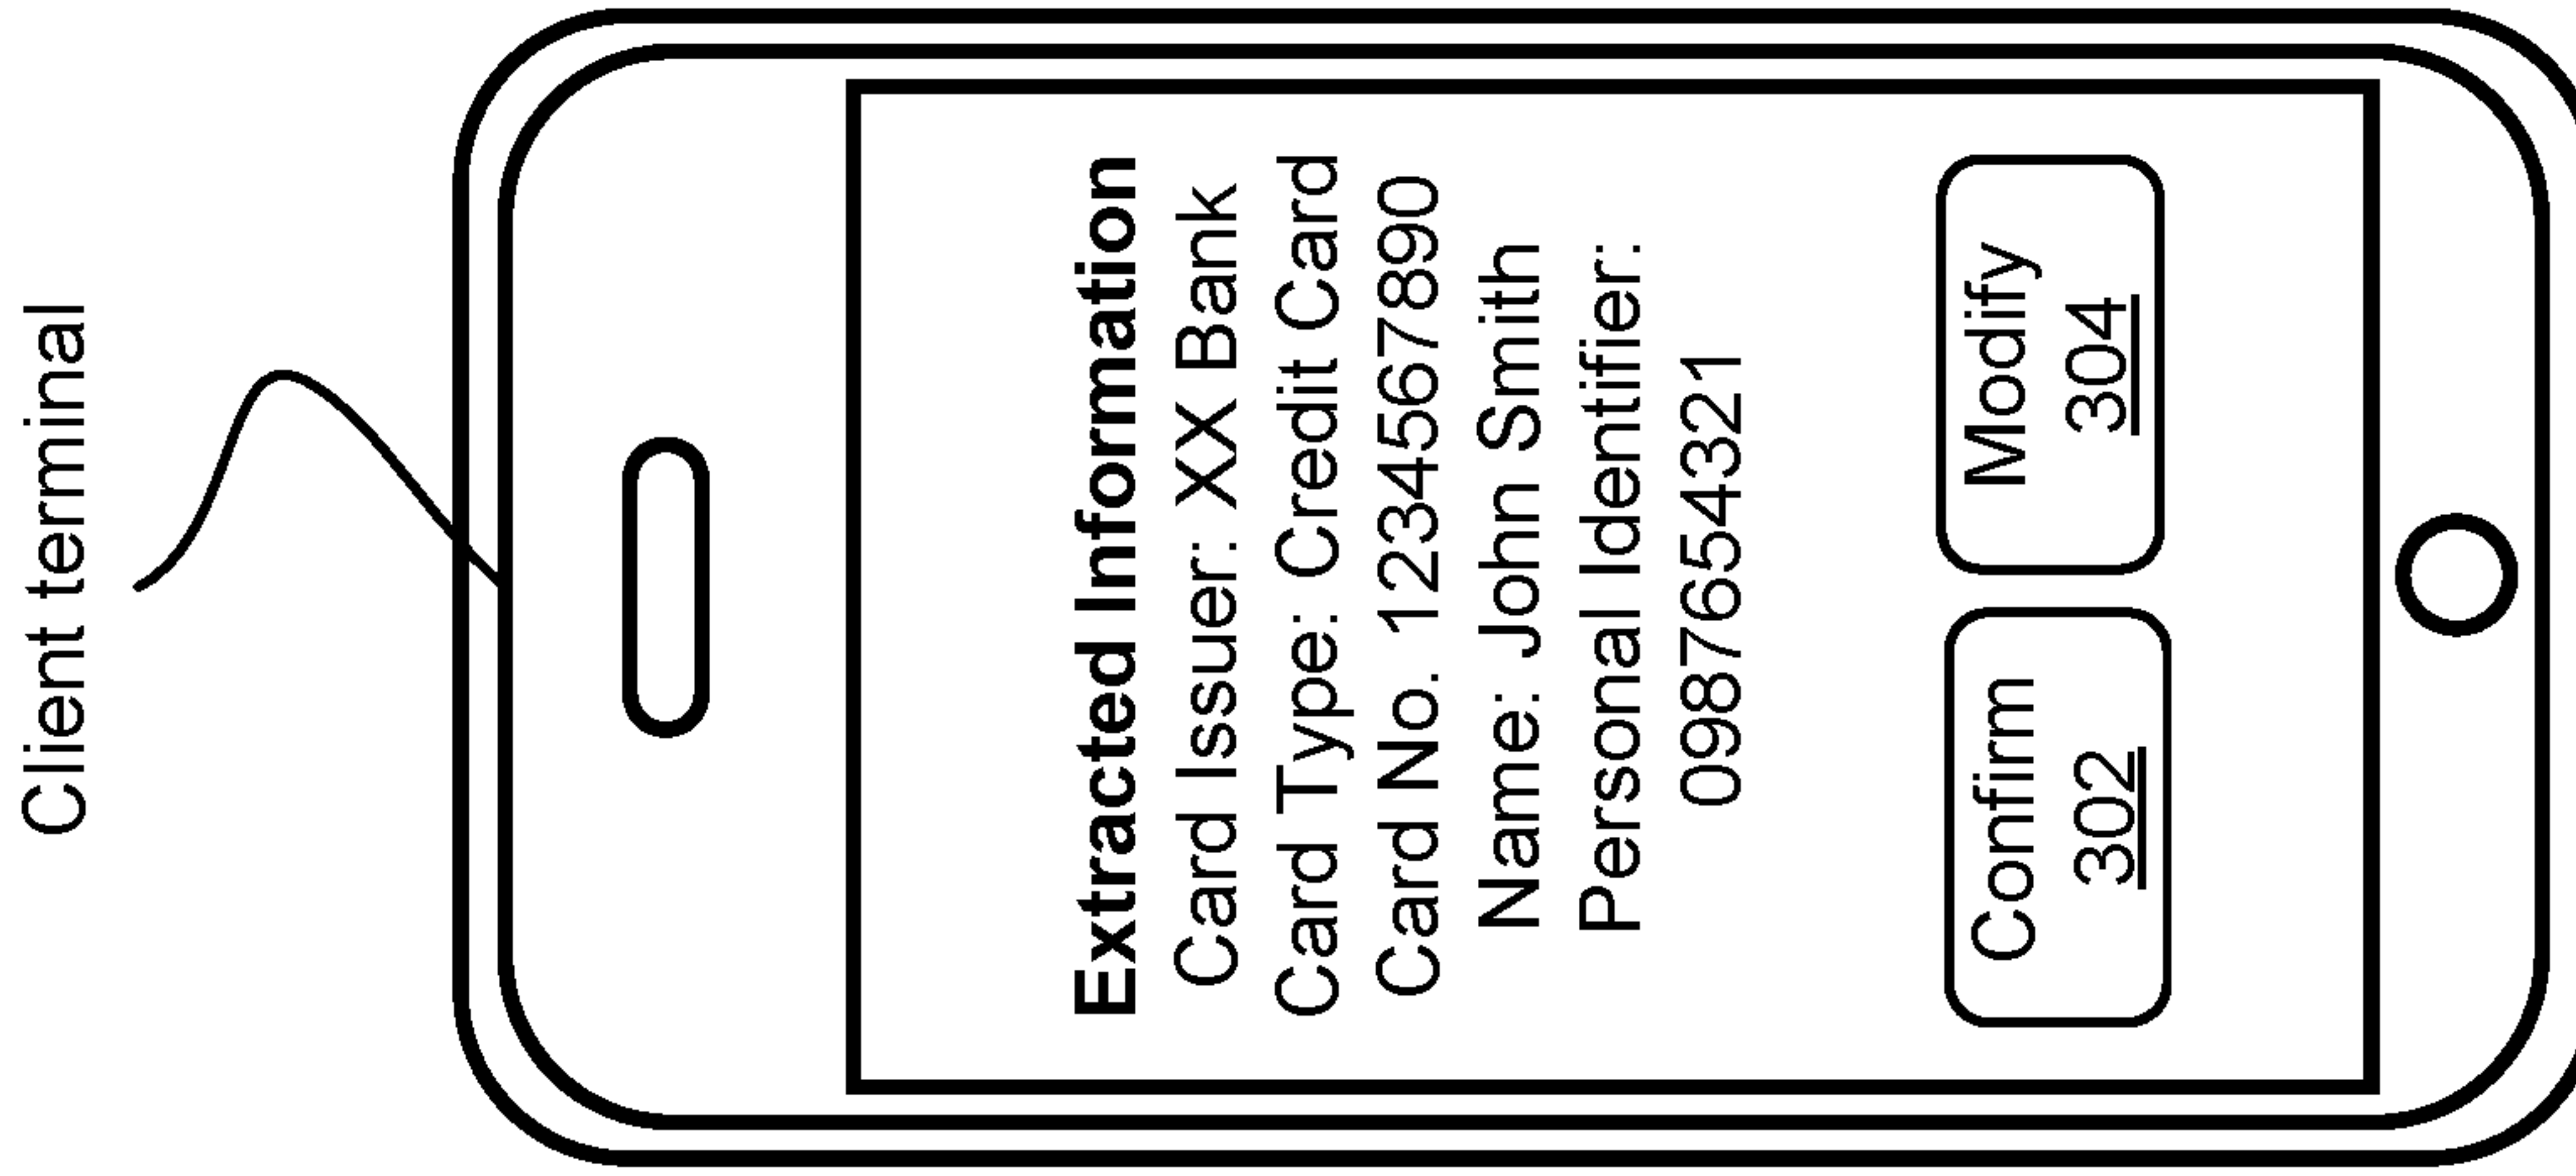 Client terminal
Extracted Information
Card Issuer: XX Bank
Card Type: Credit Card
Card No. 1234567890
Name: John Smith
Personal Identifier:
0987654321
Confirm
302
Modify
304